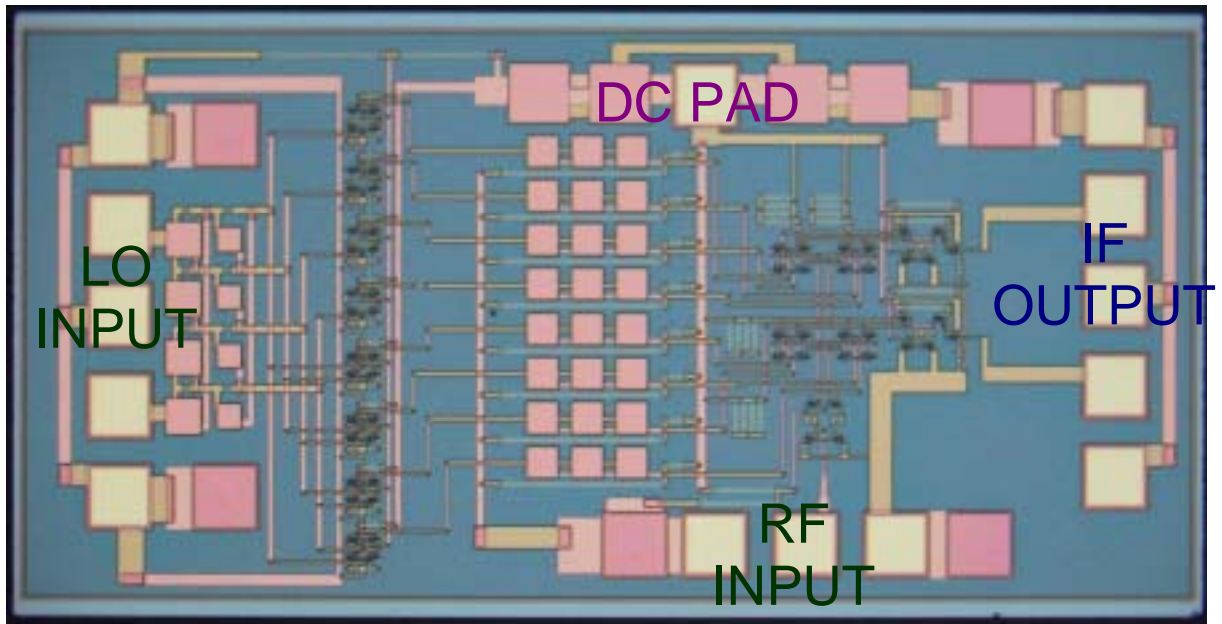 DC PAD
LO
INPUT
IF
OUTPUT
RF
INPUT